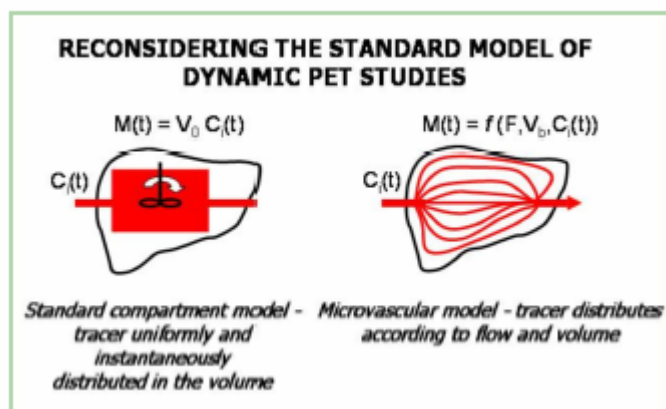 RECONSIDERING THE STANDARD MODEL OF
DYNAMIC PET STUDIES
M(t) = V₀ Cᵢ(t)
M(t) = f (F,V_b,Cᵢ(t))
Cᵢ(t)
Cᵢ(t)
Standard compartment model -
tracer uniformly and
instantaneously
distributed in the volume
Microvascular model - tracer distributes
according to flow and volume